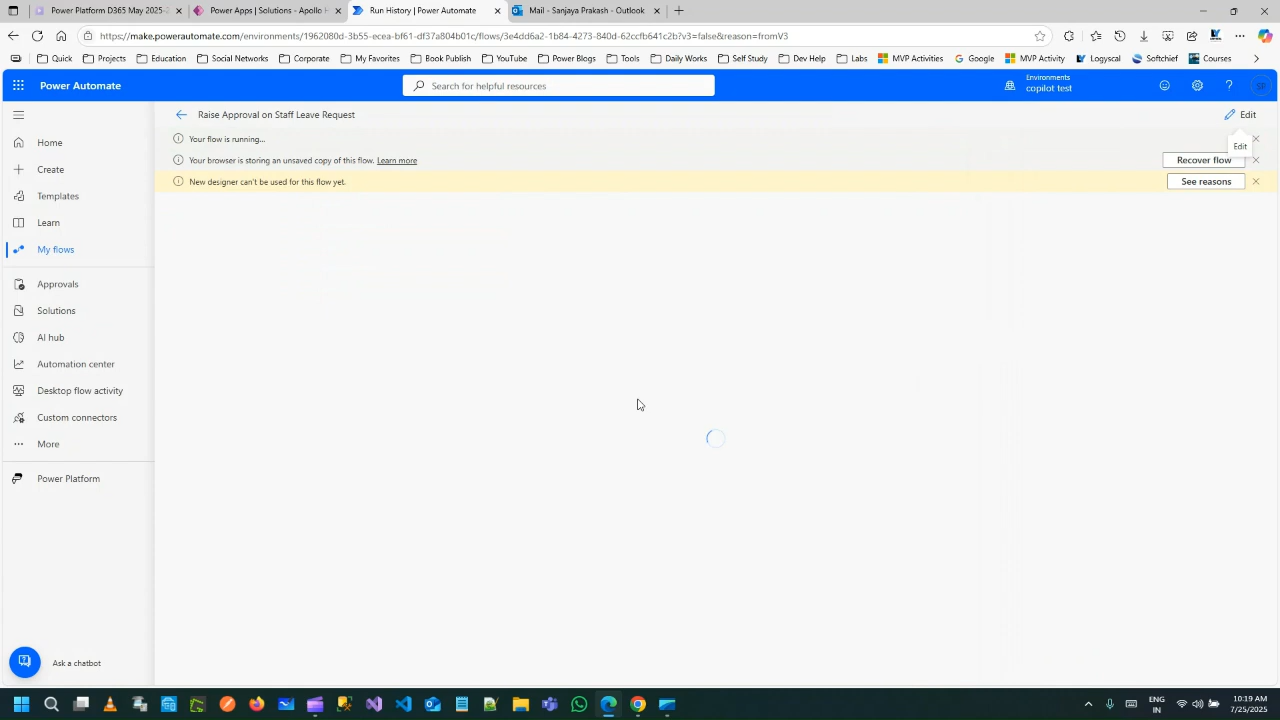 Power Platform D365 May 2025-
Power Apps | Solutions - Apollo H
Run History | Power Automate
Mail - Sanjaya Prakash - Outlook
https://make.powerautomate.com/environments/1962080d-3b55-ecea-bf61-df37a804b01c/flows/3e4dd6a2-1b84-4273-840d-62ccfb641c2b?v3=false&reason=fromV3
Quick
Projects
Education
Social Networks
Corporate
My Favorites
Book Publish
YouTube
Power Blogs
Tools
Daily Works
Self Study
Dev Help
Labs
MVP Activities
Google
MVP Activity
Logyscal
Softchief
Courses
Power Automate
Search for helpful resources
Environments
copilot test
SP
Raise Approval on Staff Leave Request
Edit
Your flow is running...
Edit
Your browser is storing an unsaved copy of this flow. Learn more
Recover flow
New designer can't be used for this flow yet.
See reasons
Home
Create
Templates
Learn
My flows
Approvals
Solutions
AI hub
Automation center
Desktop flow activity
Custom connectors
More
Power Platform
Ask a chatbot
ENG
IN
10:19 AM
7/25/2025